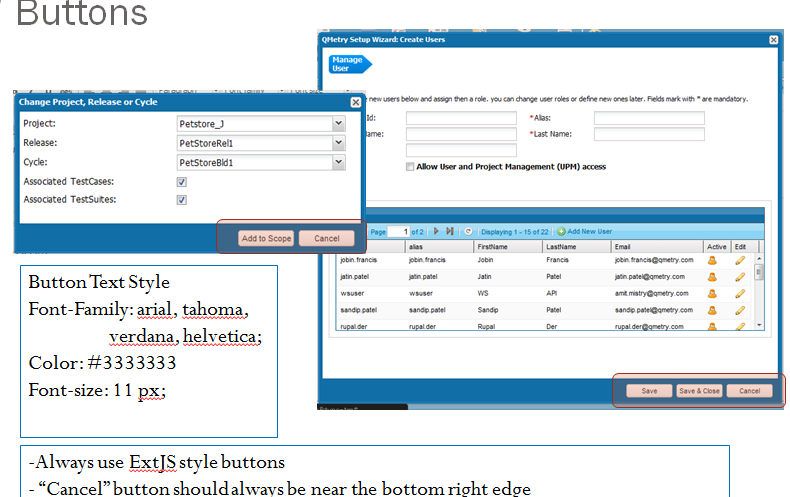 Buttons
QMetry Setup Wizard: Create Users
Manage
User
new users below and assign then a role. you can change user roles or define new ones later. Fields mark with * are mandatory.
Id:
*Alias:
Name:
*Last Name:
Allow User and Project Management (UPM) access
Page 1 of 2 Displaying 1 - 15 of 22 Add New User
alias FirstName LastName Email Active Edit
jobin.francis jobin.francis Jobin Francis jobin.francis@qmetry.com
jatin.patel jatin.patel Jatin Patel jatin.patel@qmetry.com
wsuser wsuser WS API amit.mistry@qmetry.com
sandip.patel sandip.patel Sandip Patel sandip.patel@qmetry.com
rupal.der rupal.der Rupal Der rupal.der@qmetry.com
Save Save & Close Cancel
Change Project, Release or Cycle
Project: Petstore_J
Release: PetStoreRel1
Cycle: PetStoreBld1
Associated TestCases:
Associated TestSuites:
Add to Scope Cancel
Button Text Style
Font-Family: arial, tahoma,
verdana, helvetica;
Color: #3333333
Font-size: 11 px;
-Always use ExtJS style buttons
- “Cancel” button should always be near the bottom right edge